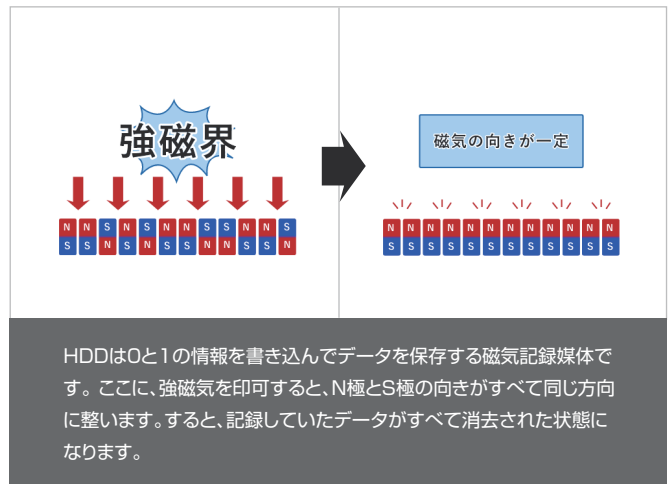 強磁界
磁気の向きが一定
N N S N S N N S S N N S
S S N S N S S N N S S N
N N N N N N N N N N N N
S S S S S S S S S S S S
HDDは0と1の情報を書き込んでデータを保存する磁気記録媒体で
す。ここに、強磁気を印可すると、N極とS極の向きがすべて同じ方向
に整います。すると、記録していたデータがすべて消去された状態に
なります。